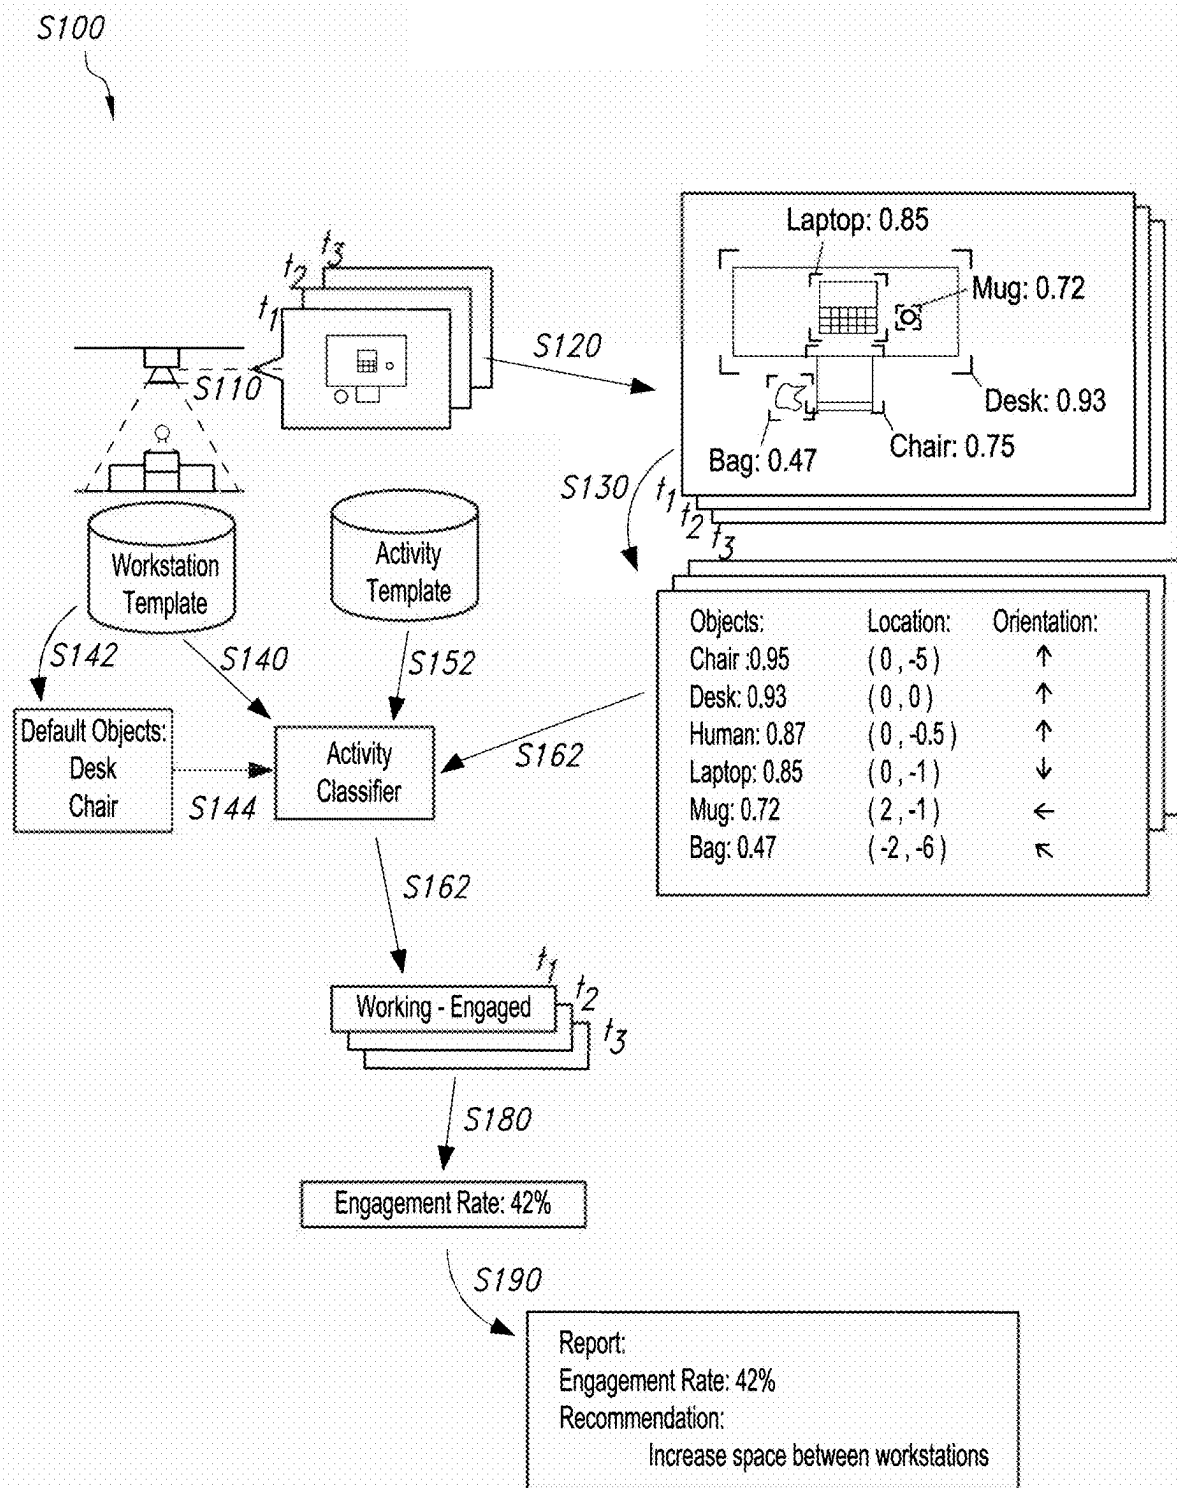 S100
t3
t2
t1
S110
S120
Laptop: 0.85
Mug: 0.72
Desk: 0.93
Chair: 0.75
Bag: 0.47
t1
t2
t3
S130
Workstation
Template
Activity
Template
S142
S140
S152
Default Objects:
Desk
Chair
S144
Activity
Classifier
S162
Objects: Location: Orientation:
Chair :0.95 (0 , -5) ↑
Desk: 0.93 (0 , 0) ↑
Human: 0.87 (0 , -0.5) ↑
Laptop: 0.85 (0 , -1) ↓
Mug: 0.72 (2 , -1) ←
Bag: 0.47 (-2 , -6) ↖
S162
t1
Working - Engaged
t2
t3
S180
Engagement Rate: 42%
S190
Report:
Engagement Rate: 42%
Recommendation:
Increase space between workstations